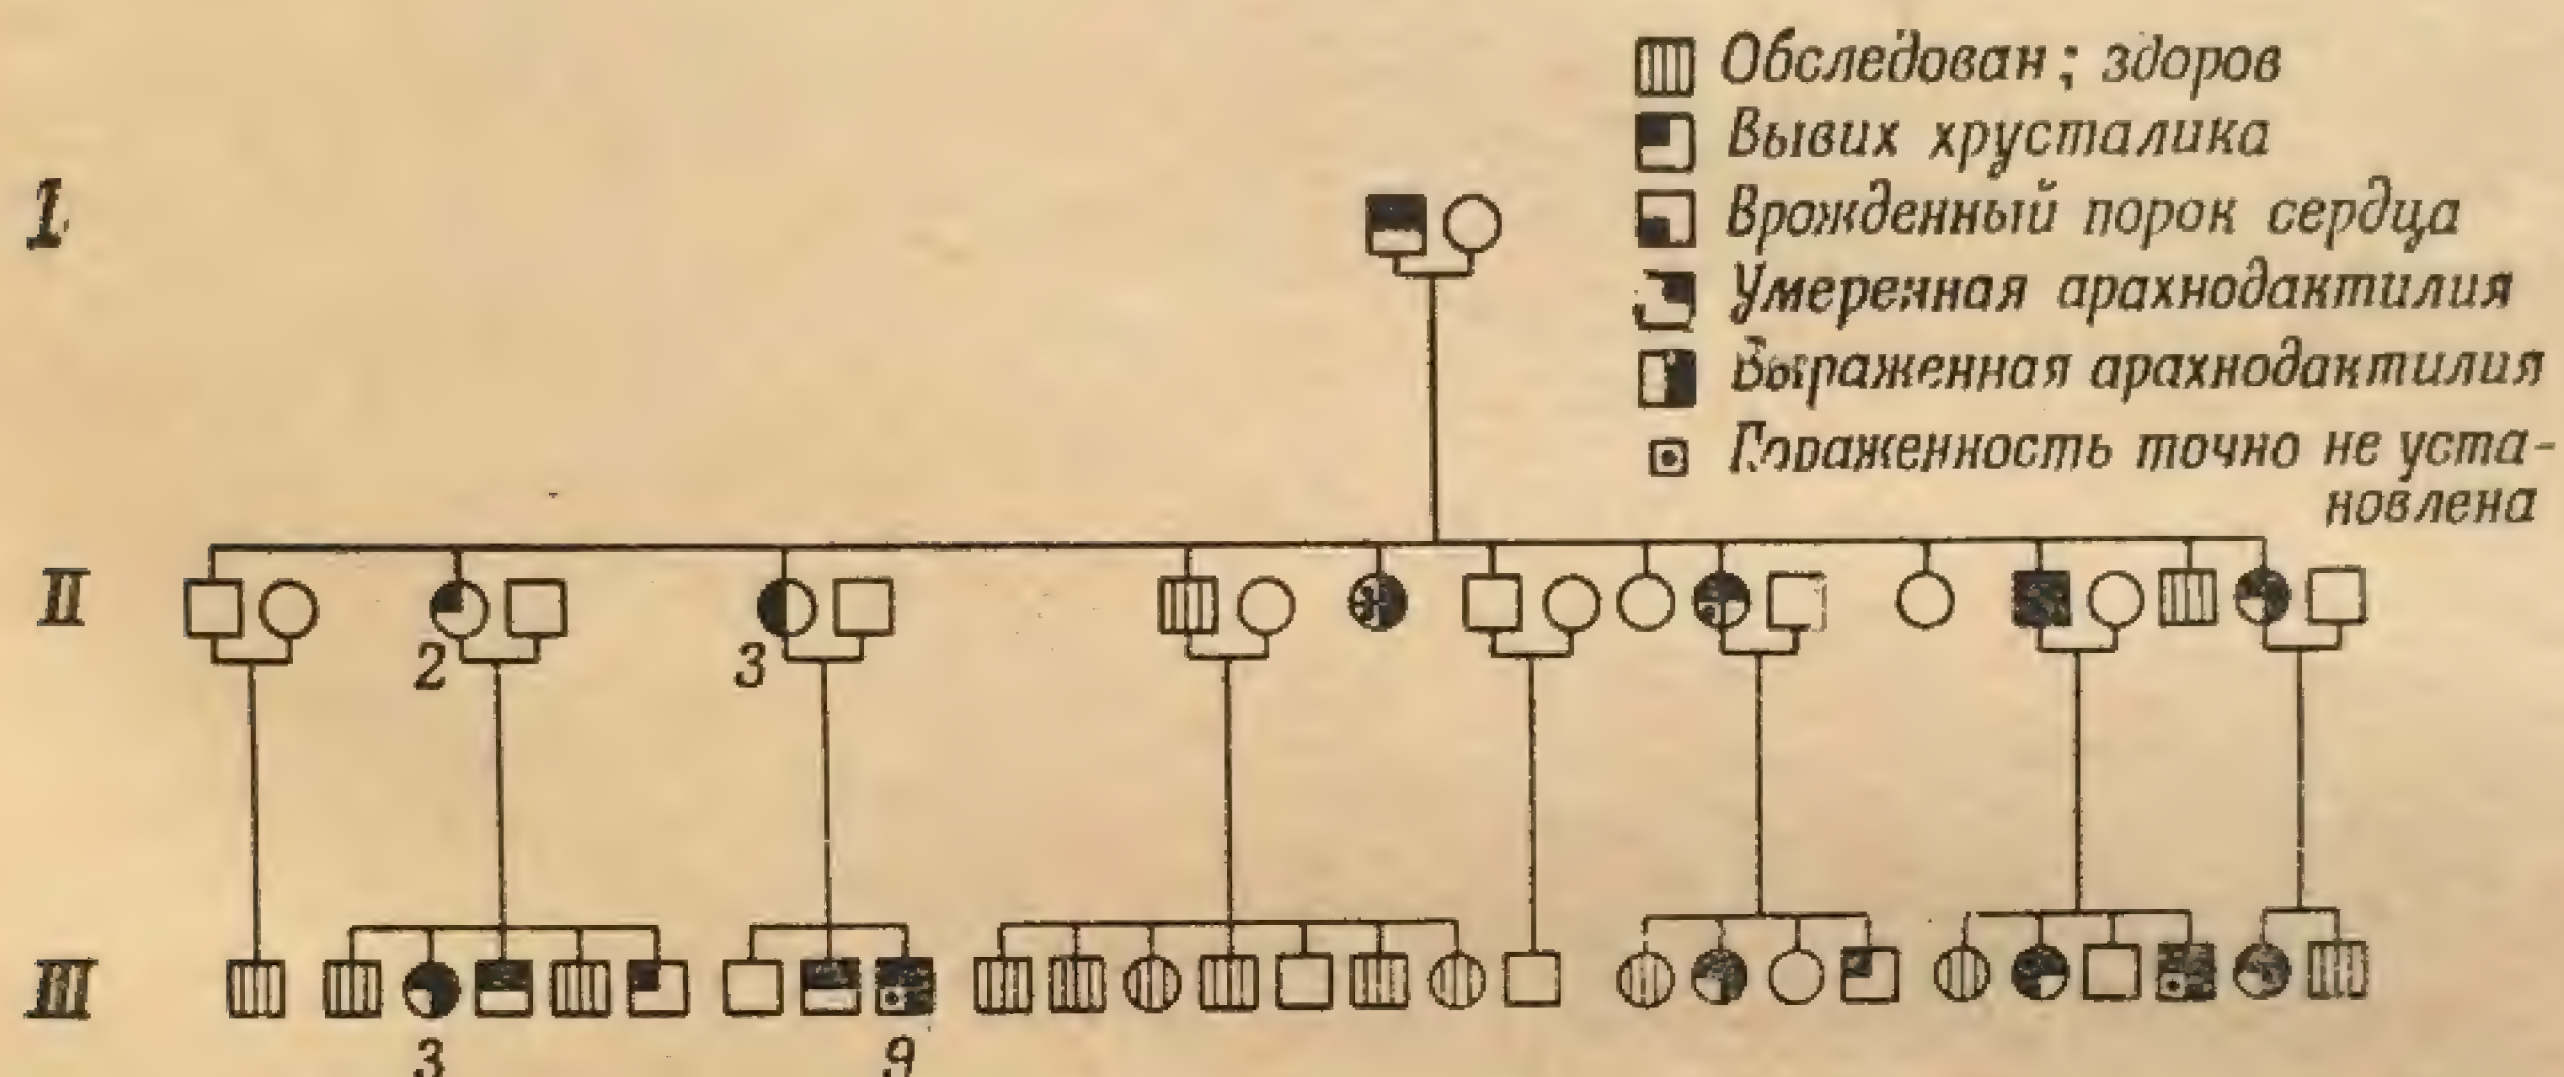 Обследован; здоров
Вывих хрусталика
I
Врожденный порок сердца
Умеренная арахнодактилия
Выраженная арахнодактилия
Пораженность точно не уста-
новлена
II
2
3
III
3
9